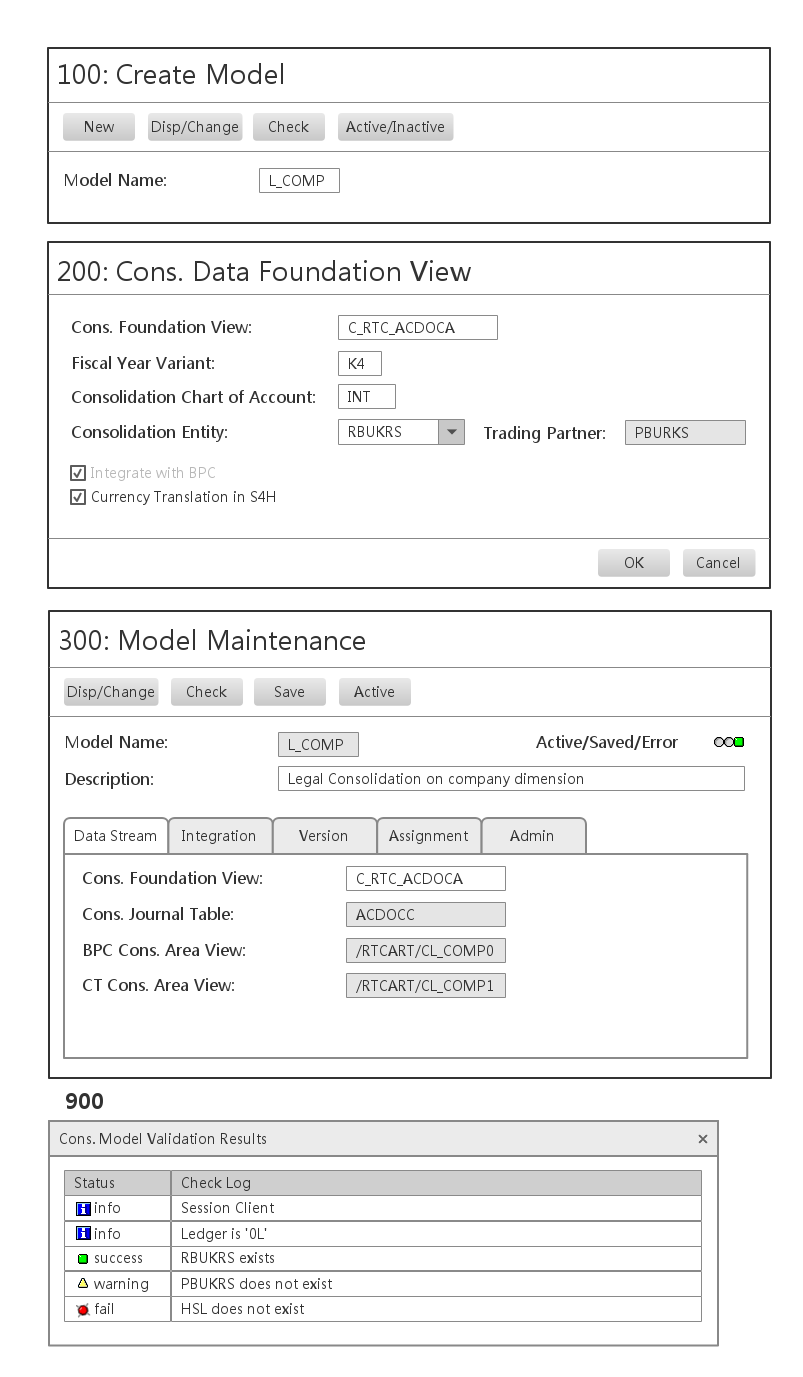 100: Create Model
New Disp/Change Check Active/Inactive
Model Name: L_COMP
200: Cons. Data Foundation View
Cons. Foundation View: C_RTC_ACDOCA
Fiscal Year Variant: K4
Consolidation Chart of Account: INT
Consolidation Entity: RBUKRS Trading Partner: PBURKS
Integrate with BPC
Currency Translation in S4H
OK Cancel
300: Model Maintenance
Disp/Change Check Save Active
Model Name: L_COMP Active/Saved/Error
Description: Legal Consolidation on company dimension
Data Stream Integration Version Assignment Admin
Cons. Foundation View: C_RTC_ACDOCA
Cons. Journal Table: ACDOCC
BPC Cons. Area View: /RTCART/CL_COMP0
CT Cons. Area View: /RTCART/CL_COMP1
900
Cons. Model Validation Results ×
Status Check Log
info Session Client
info Ledger is '0L'
success RBUKRS exists
warning PBUKRS does not exist
fail HSL does not exist